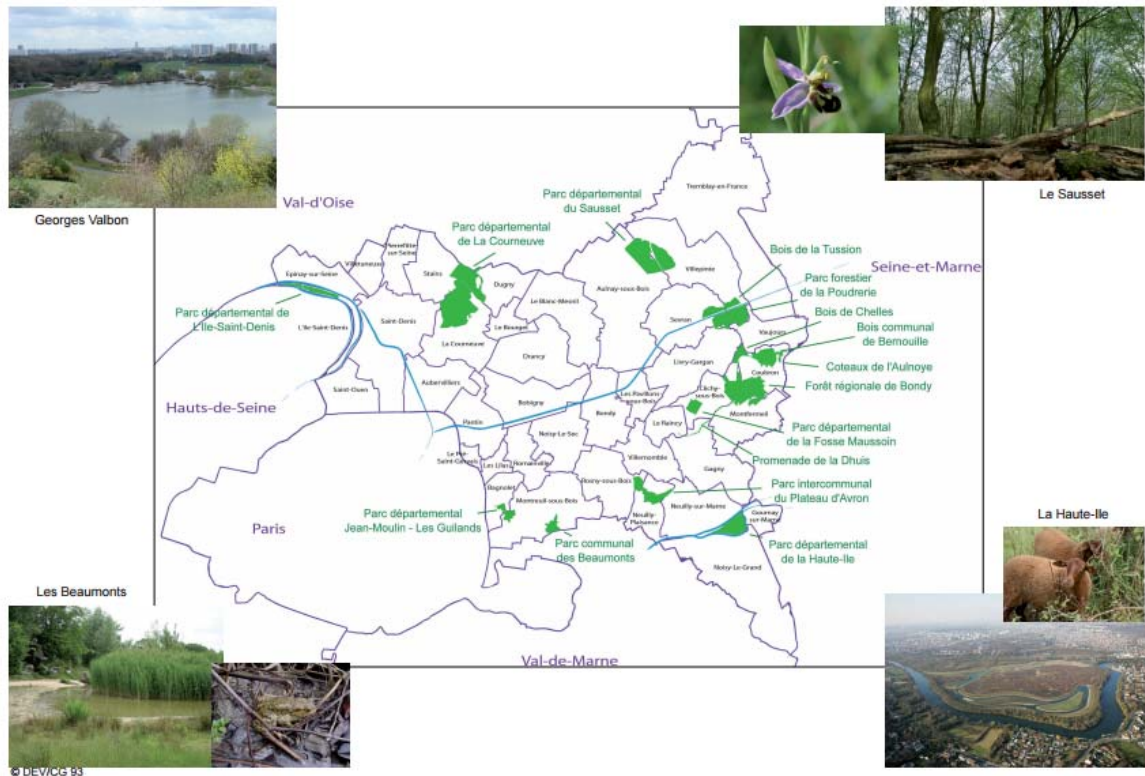 Georges Valbon
Le Sausset
Val-d'Oise
Parc départemental
du Sausset
Tremblay-en-France
Parc départemental
de La Courneuve
Pierrefitte
sur-Seine
Villetaneuse
Stains
Epinay-sur-Seine
Dugny
Villepinte
Bois de la Tussion
Seine-et-Marne
Parc forestier
de la Poudrerie
Aulnay-sous-Bois
Le Blanc-Mesnil
Parc départemental de
L'Ile-Saint-Denis
L'Ile-Saint-Denis
Saint-Denis
Le Bourget
Sevran
Bois de Chelles
Vaujours
Bois communal
de Bernouille
La Courneuve
Drancy
Livry-Gargan
Coubron
Coteaux de l'Aulnoye
Forêt régionale de Bondy
Saint-Ouen
Aubervilliers
Bobigny
Les Pavillons
sous-Bois
Clichy-
sous-Bois
Montfermeil
Hauts-de-Seine
Pantin
Bondy
Le Raincy
Parc départemental
de la Fosse Maussoin
Noisy-Le-Sec
Le Pré-
Saint-Gervais
Les Lilas
Romainville
Villemomble
Gagny
Promenade de la Dhuis
Bagnolet
Montreuil-sous-Bois
Rosny-sous-Bois
Parc intercommunal
du Plateau d'Avron
Parc départemental
Jean-Moulin - Les Guilands
Neuilly-
Plaisance
Neuilly-sur-Marne
Gournay
sur-Marne
La Haute-Ile
Paris
Parc communal
des Beaumonts
Parc départemental
de la Haute-Ile
Noisy-Le-Grand
Les Beaumonts
Val-de-Marne
© DEV/CG 93